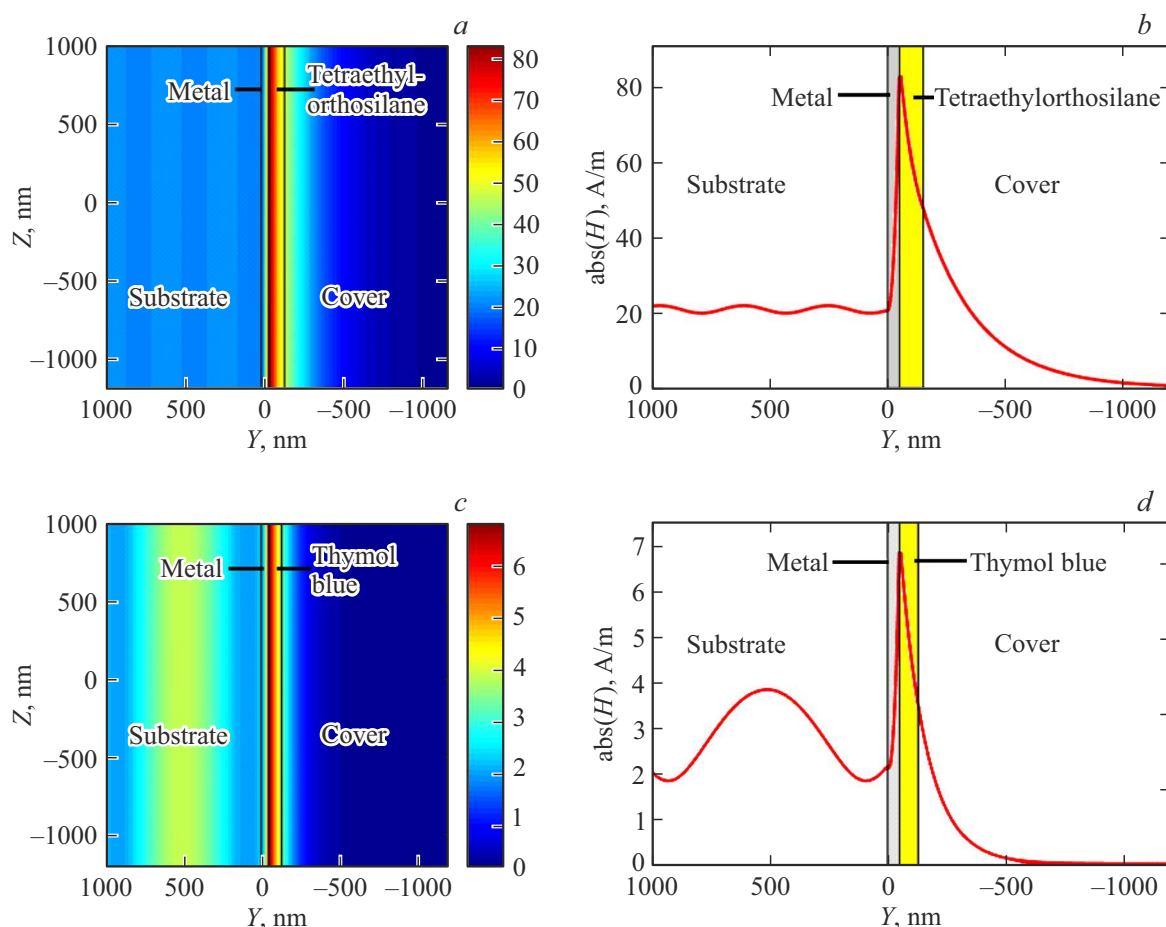 a
1000
500
0
–500
–1000
Z, nm
Metal
Tetraethyl-
orthosilane
Substrate
Cover
1000
500
0
–500
–1000
Y, nm
80
70
60
50
40
30
20
10
0
b
80
60
40
20
0
abs(H), A/m
Metal
Tetraethylorthosilane
Substrate
Cover
1000
500
0
–500
–1000
Y, nm
c
1000
500
0
–500
–1000
Z, nm
Metal
Thymol
blue
Substrate
Cover
1000
500
0
–500
–1000
Y, nm
6
5
4
3
2
1
0
d
7
6
5
4
3
2
1
0
abs(H), A/m
Metal
Thymol blue
Substrate
Cover
1000
500
0
–500
–1000
Y, nm